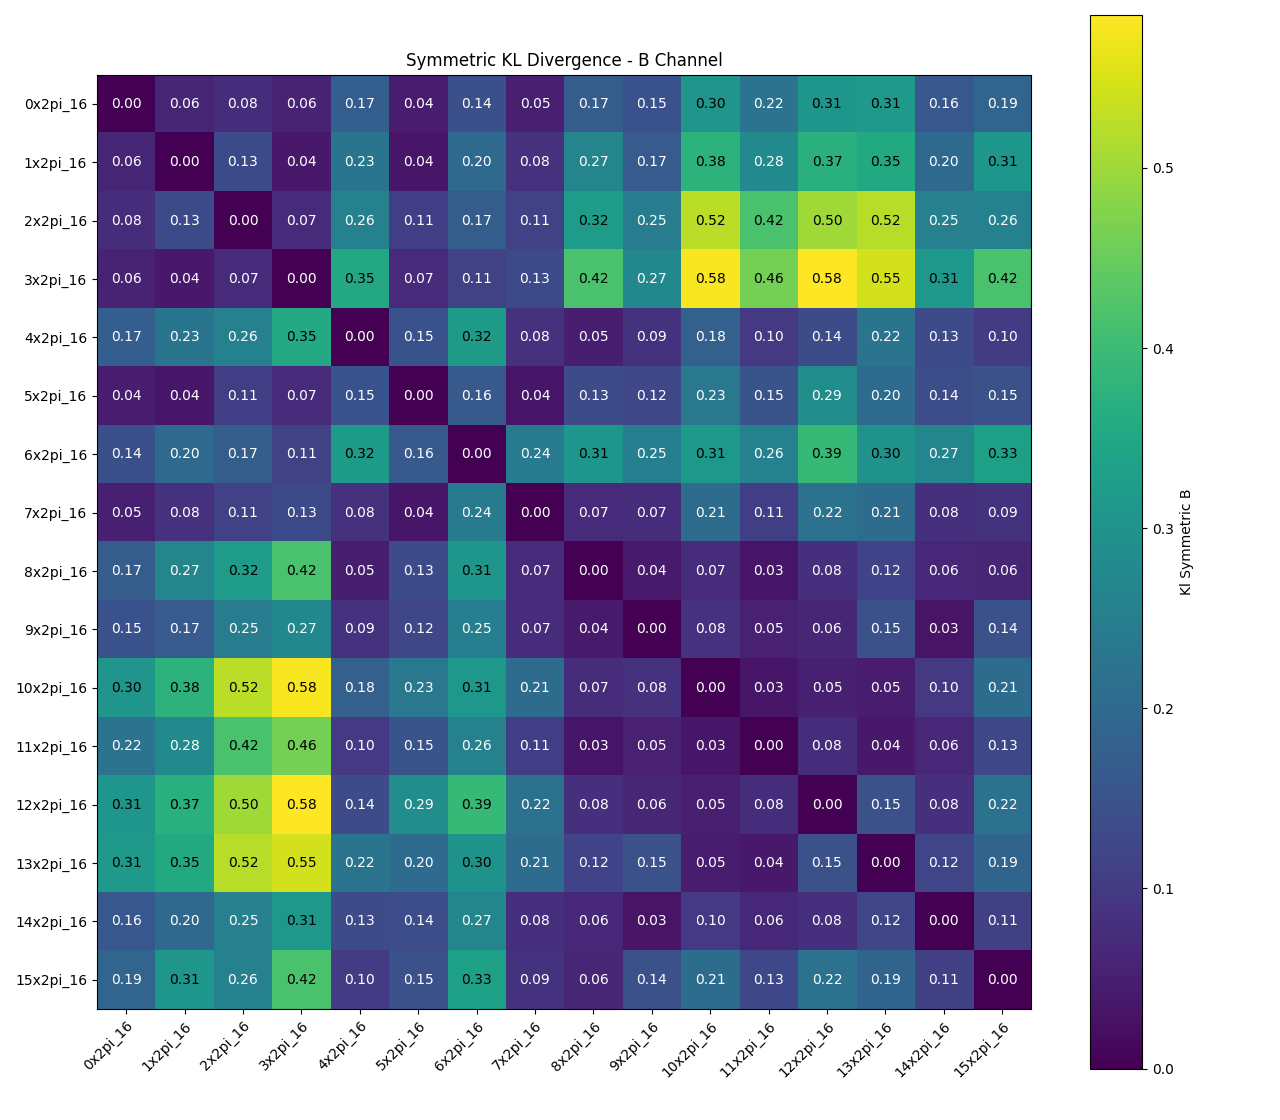 Symmetric KL Divergence - B Channel
0x2pi_16 0.00 0.06 0.08 0.06 0.17 0.04 0.14 0.05 0.17 0.15 0.30 0.22 0.31 0.31 0.16 0.19
1x2pi_16 0.06 0.00 0.13 0.04 0.23 0.04 0.20 0.08 0.27 0.17 0.38 0.28 0.37 0.35 0.20 0.31
2x2pi_16 0.08 0.13 0.00 0.07 0.26 0.11 0.17 0.11 0.32 0.25 0.52 0.42 0.50 0.52 0.25 0.26
3x2pi_16 0.06 0.04 0.07 0.00 0.35 0.07 0.11 0.13 0.42 0.27 0.58 0.46 0.58 0.55 0.31 0.42
4x2pi_16 0.17 0.23 0.26 0.35 0.00 0.15 0.32 0.08 0.05 0.09 0.18 0.10 0.14 0.22 0.13 0.10
5x2pi_16 0.04 0.04 0.11 0.07 0.15 0.00 0.16 0.04 0.13 0.12 0.23 0.15 0.29 0.20 0.14 0.15
6x2pi_16 0.14 0.20 0.17 0.11 0.32 0.16 0.00 0.24 0.31 0.25 0.31 0.26 0.39 0.30 0.27 0.33
7x2pi_16 0.05 0.08 0.11 0.13 0.08 0.04 0.24 0.00 0.07 0.07 0.21 0.11 0.22 0.21 0.08 0.09
8x2pi_16 0.17 0.27 0.32 0.42 0.05 0.13 0.31 0.07 0.00 0.04 0.07 0.03 0.08 0.12 0.06 0.06
9x2pi_16 0.15 0.17 0.25 0.27 0.09 0.12 0.25 0.07 0.04 0.00 0.08 0.05 0.06 0.15 0.03 0.14
10x2pi_16 0.30 0.38 0.52 0.58 0.18 0.23 0.31 0.21 0.07 0.08 0.00 0.03 0.05 0.05 0.10 0.21
11x2pi_16 0.22 0.28 0.42 0.46 0.10 0.15 0.26 0.11 0.03 0.05 0.03 0.00 0.08 0.04 0.06 0.13
12x2pi_16 0.31 0.37 0.50 0.58 0.14 0.29 0.39 0.22 0.08 0.06 0.05 0.08 0.00 0.15 0.08 0.22
13x2pi_16 0.31 0.35 0.52 0.55 0.22 0.20 0.30 0.21 0.12 0.15 0.05 0.04 0.15 0.00 0.12 0.19
14x2pi_16 0.16 0.20 0.25 0.31 0.13 0.14 0.27 0.08 0.06 0.03 0.10 0.06 0.08 0.12 0.00 0.11
15x2pi_16 0.19 0.31 0.26 0.42 0.10 0.15 0.33 0.09 0.06 0.14 0.21 0.13 0.22 0.19 0.11 0.00
0x2pi_16 1x2pi_16 2x2pi_16 3x2pi_16 4x2pi_16 5x2pi_16 6x2pi_16 7x2pi_16 8x2pi_16 9x2pi_16 10x2pi_16 11x2pi_16 12x2pi_16 13x2pi_16 14x2pi_16 15x2pi_16
0.5
0.4
0.3
0.2
0.1
0.0
Kl Symmetric B